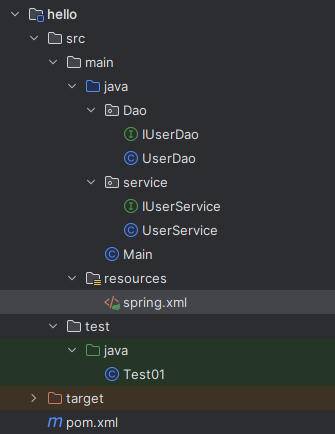 hello
src
main
java
Dao
IUserDao
UserDao
service
IUserService
UserService
Main
resources
spring.xml
test
java
Test01
target
pom.xml